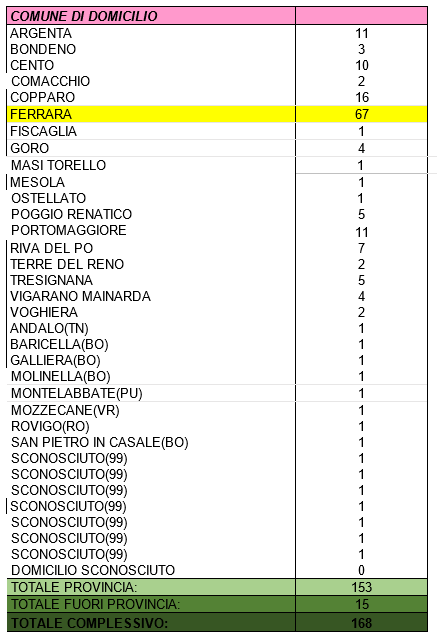 COMUNE DI DOMICILIO
ARGENTA 11
BONDENO 3
CENTO 10
COMACCHIO 2
COPPARO 16
FERRARA 67
FISCAGLIA 1
GORO 4
MASI TORELLO 1
MESOLA 1
OSTELLATO 1
POGGIO RENATICO 5
PORTOMAGGIORE 11
RIVA DEL PO 7
TERRE DEL RENO 2
TRESIGNANA 5
VIGARANO MAINARDA 4
VOGHIERA 2
ANDALO(TN) 1
BARICELLA(BO) 1
GALLIERA(BO) 1
MOLINELLA(BO) 1
MONTELABBATE(PU) 1
MOZZECANE(VR) 1
ROVIGO(RO) 1
SAN PIETRO IN CASALE(BO) 1
SCONOSCIUTO(99) 1
SCONOSCIUTO(99) 1
SCONOSCIUTO(99) 1
SCONOSCIUTO(99) 1
SCONOSCIUTO(99) 1
SCONOSCIUTO(99) 1
SCONOSCIUTO(99) 1
DOMICILIO SCONOSCIUTO 0
TOTALE PROVINCIA: 153
TOTALE FUORI PROVINCIA: 15
TOTALE COMPLESSIVO: 168